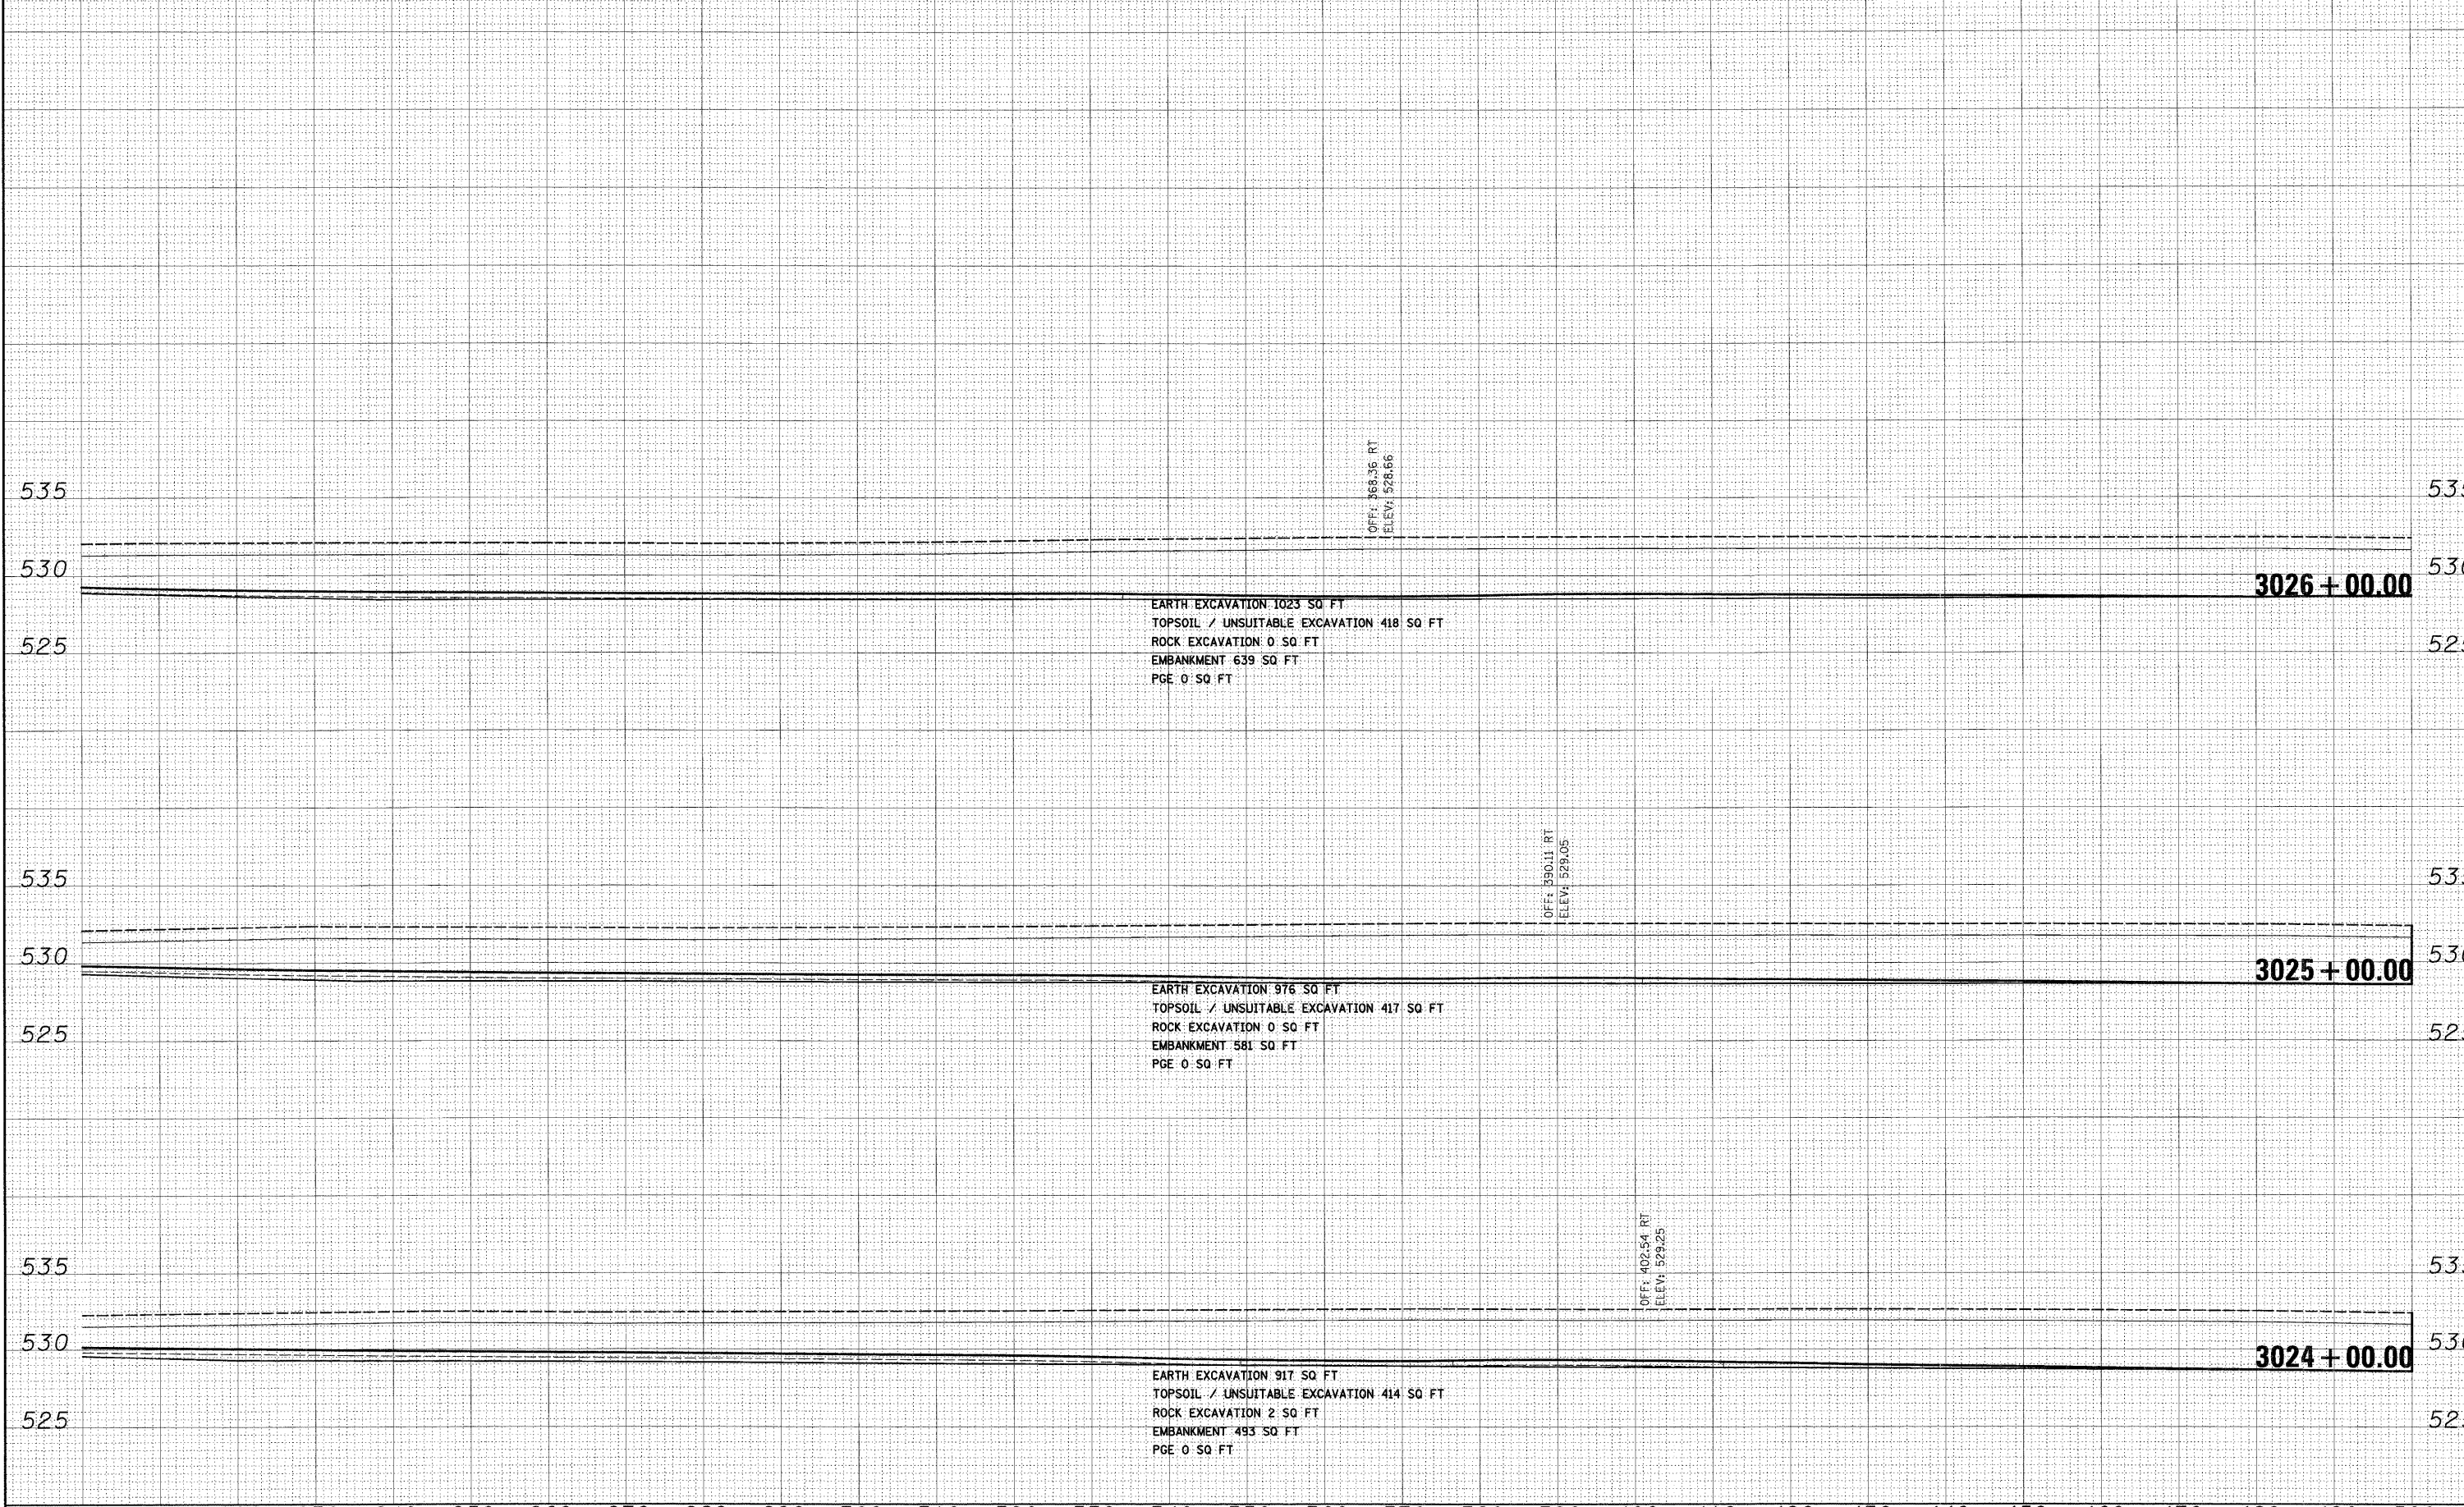 OFF: 368.36 RT
ELEV: 528.66
535
530
3026 + 00.00
EARTH EXCAVATION 1023 SQ FT
TOPSOIL / UNSUITABLE EXCAVATION 418 SQ FT
525
ROCK EXCAVATION 0 SQ FT
EMBANKMENT 639 SQ FT
PGE 0 SQ FT
OFF: 390.11 RT
ELEV: 529.05
535
530
3025 + 00.00
EARTH EXCAVATION 976 SQ FT
TOPSOIL / UNSUITABLE EXCAVATION 417 SQ FT
525
ROCK EXCAVATION 0 SQ FT
EMBANKMENT 581 SQ FT
PGE 0 SQ FT
OFF: 402.54 RT
ELEV: 529.25
535
530
3024 + 00.00
EARTH EXCAVATION 917 SQ FT
TOPSOIL / UNSUITABLE EXCAVATION 414 SQ FT
525
ROCK EXCAVATION 2 SQ FT
EMBANKMENT 493 SQ FT
PGE 0 SQ FT